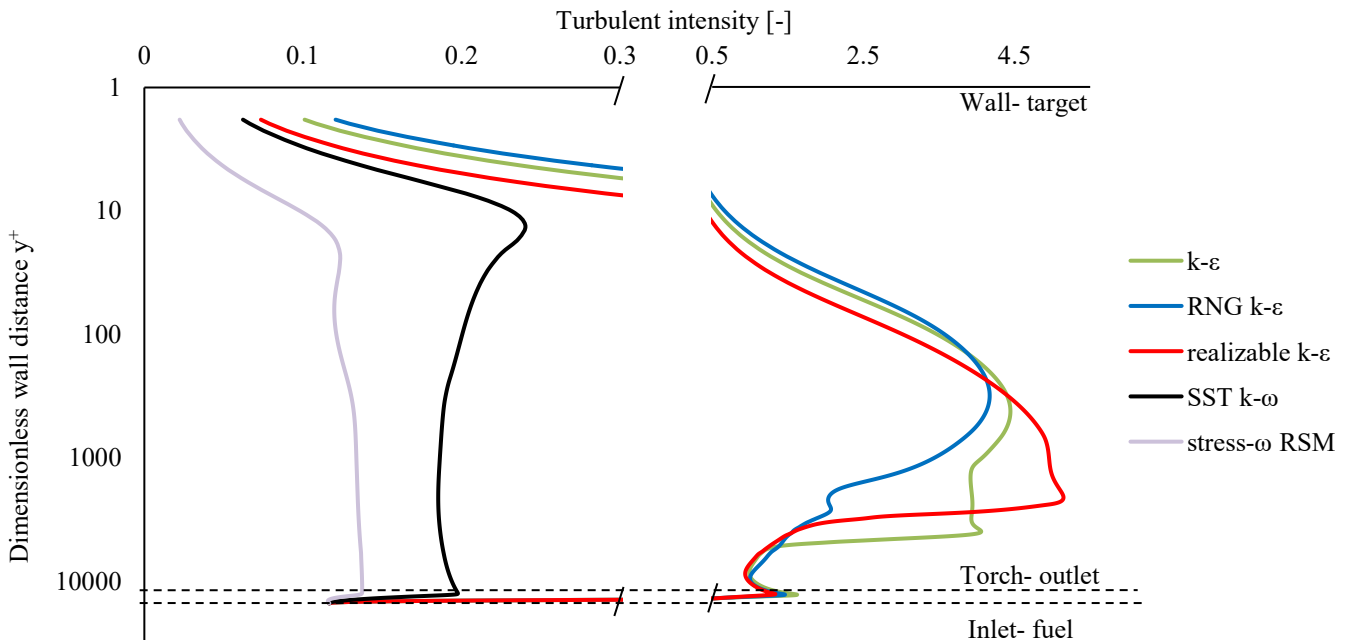 Turbulent intensity [-]
0 0.1 0.2 0.3 0.5 2.5 4.5
1
Wall- target
10
100
1000
10000
Dimensionless wall distance y+
k-ε
RNG k-ε
realizable k-ε
SST k-ω
stress-ω RSM
Torch- outlet
Inlet- fuel